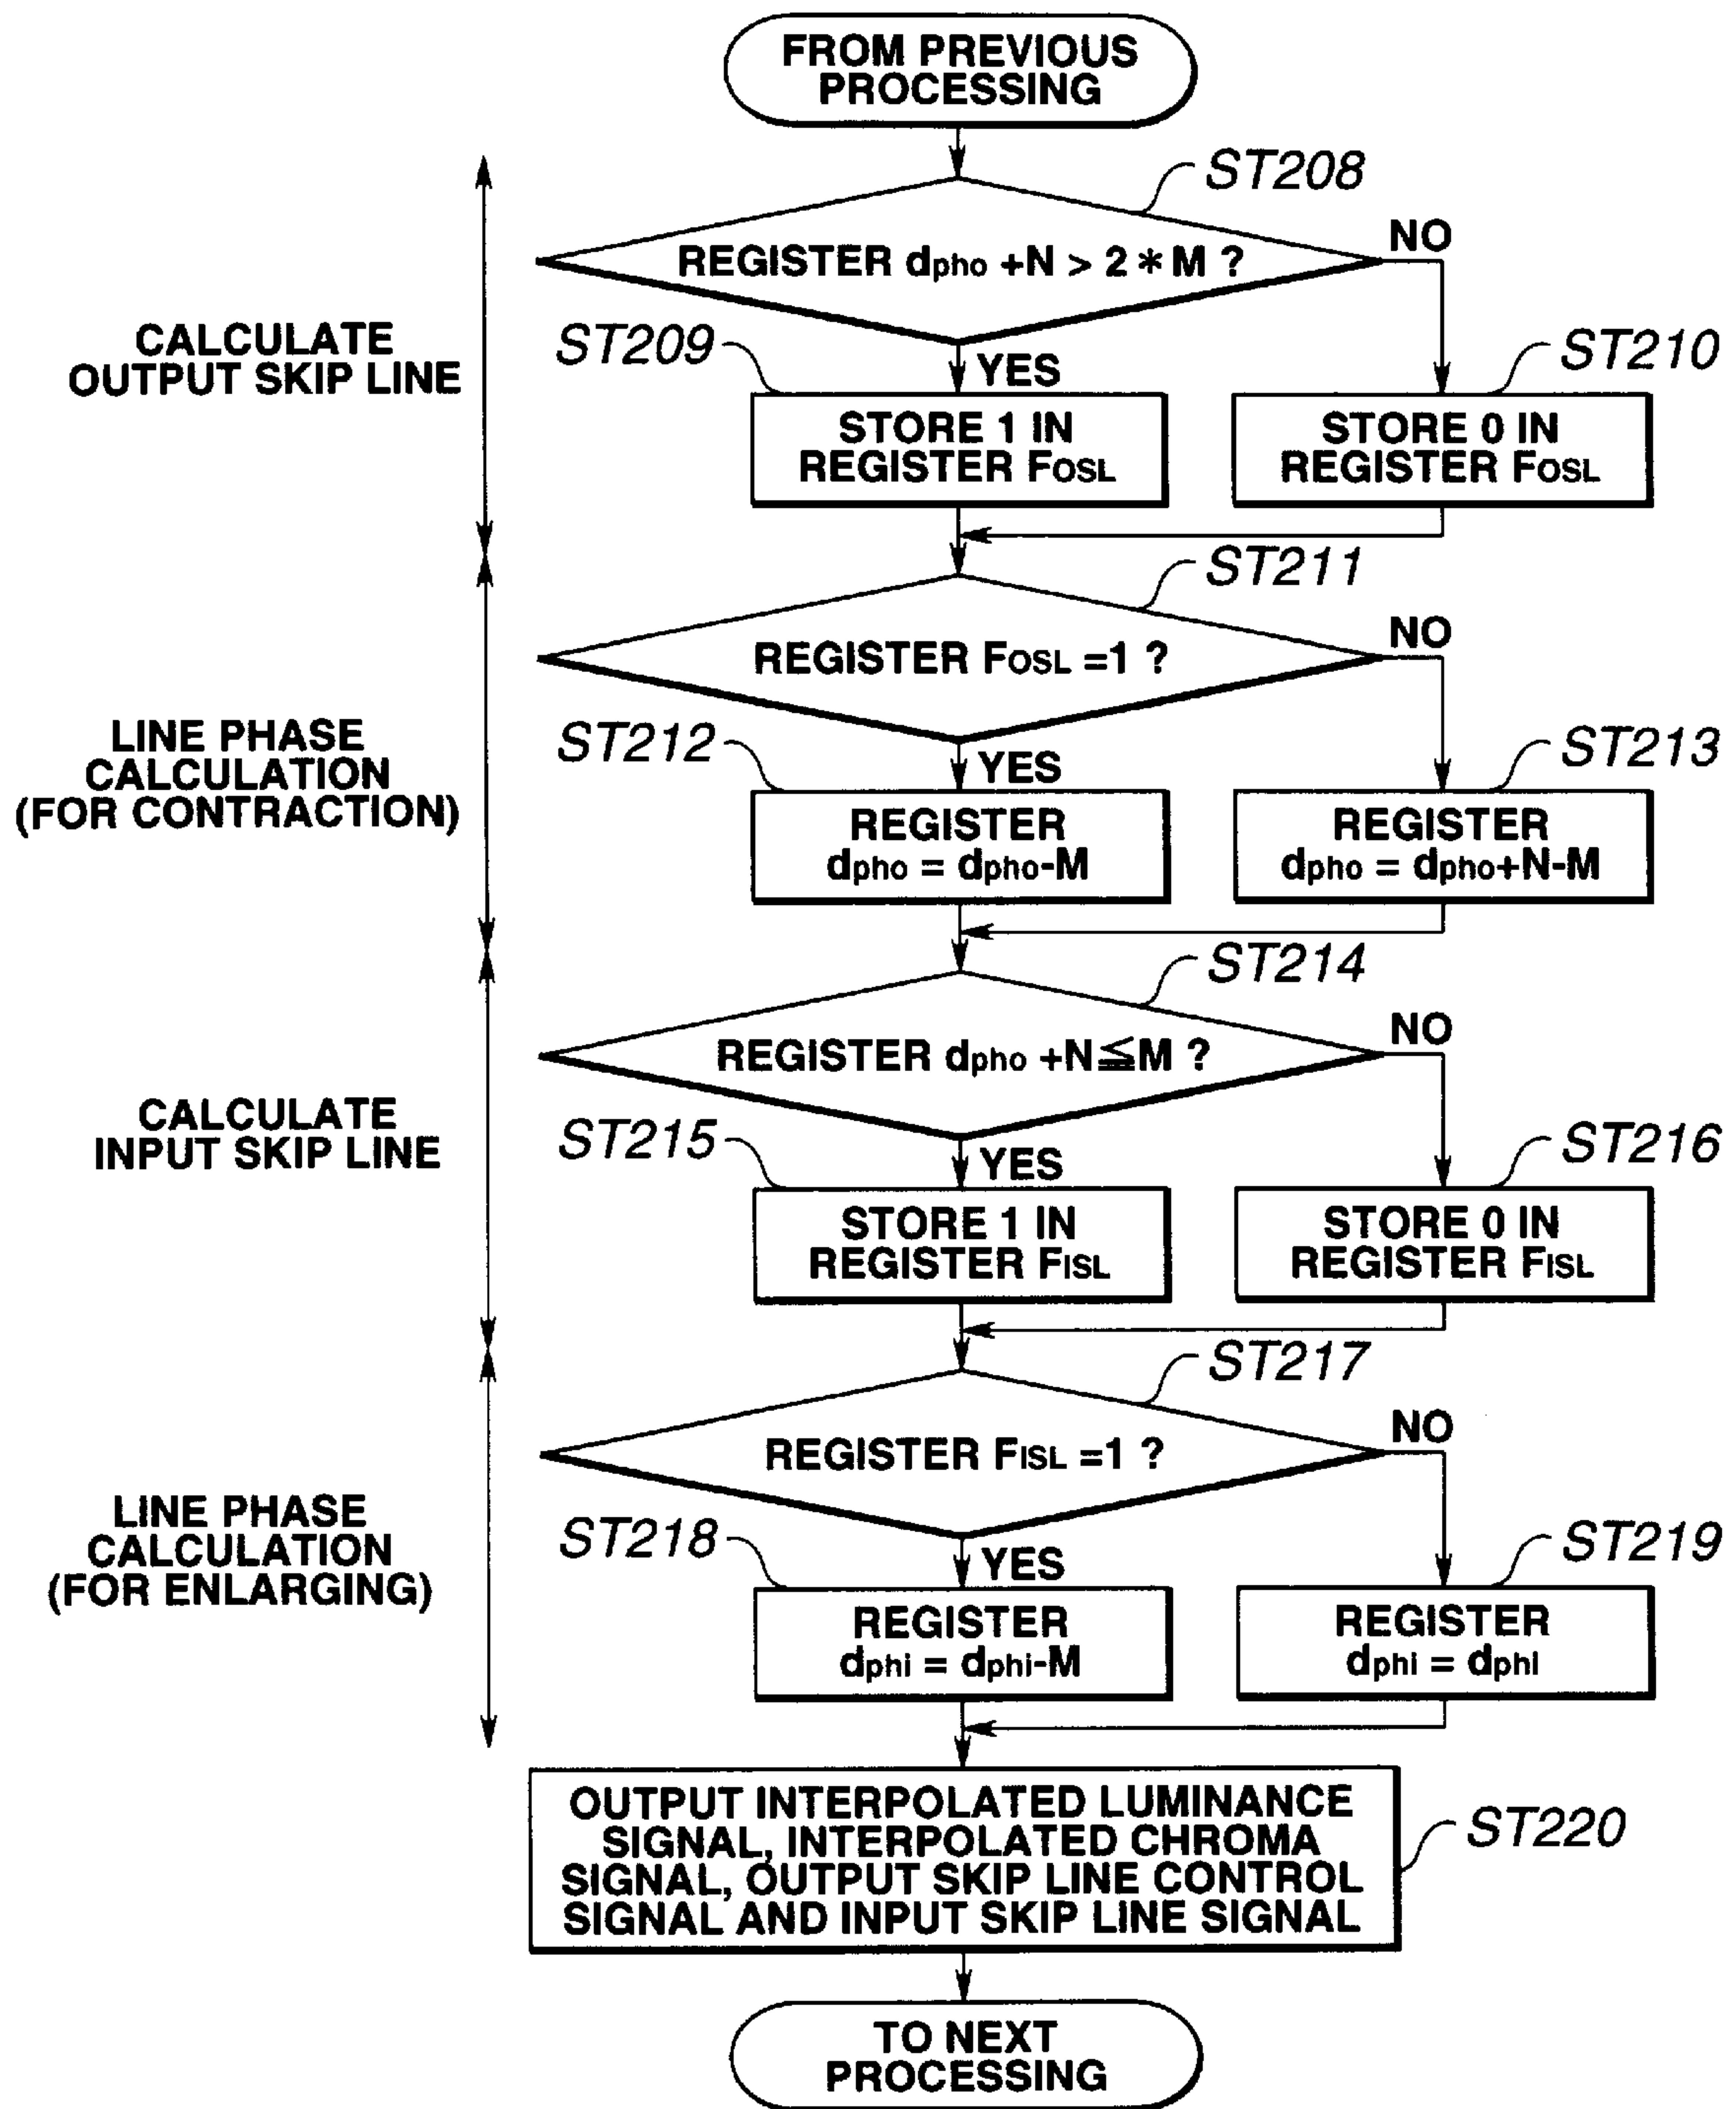 FROM PREVIOUS
PROCESSING
ST208
REGISTER dpho +N > 2 * M ?
NO
CALCULATE
OUTPUT SKIP LINE
ST209
YES
ST210
STORE 1 IN
REGISTER FOSL
STORE 0 IN
REGISTER FOSL
ST211
REGISTER FOSL =1 ?
NO
LINE PHASE
CALCULATION
(FOR CONTRACTION)
ST212
YES
ST213
REGISTER
dpho = dpho-M
REGISTER
dpho = dpho+N-M
ST214
REGISTER dpho +N≦M ?
NO
CALCULATE
INPUT SKIP LINE
ST215
YES
ST216
STORE 1 IN
REGISTER FISL
STORE 0 IN
REGISTER FISL
ST217
REGISTER FISL =1 ?
NO
LINE PHASE
CALCULATION
(FOR ENLARGING)
ST218
YES
ST219
REGISTER
dphi = dphi-M
REGISTER
dphi = dphi
OUTPUT INTERPOLATED LUMINANCE
SIGNAL, INTERPOLATED CHROMA
SIGNAL, OUTPUT SKIP LINE CONTROL
SIGNAL AND INPUT SKIP LINE SIGNAL
ST220
TO NEXT
PROCESSING